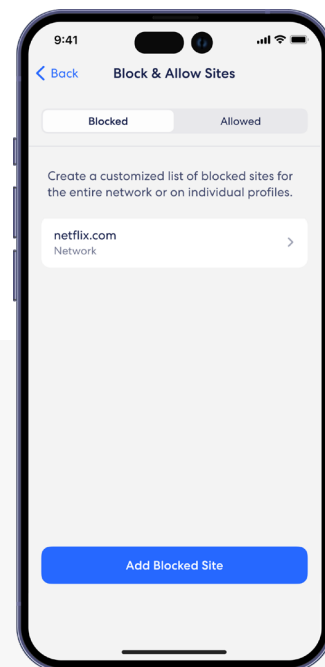 9:41
Back
Block & Allow Sites
Blocked
Allowed
Create a customized list of blocked sites for
the entire network or on individual profiles.
netflix.com
Network
Add Blocked Site